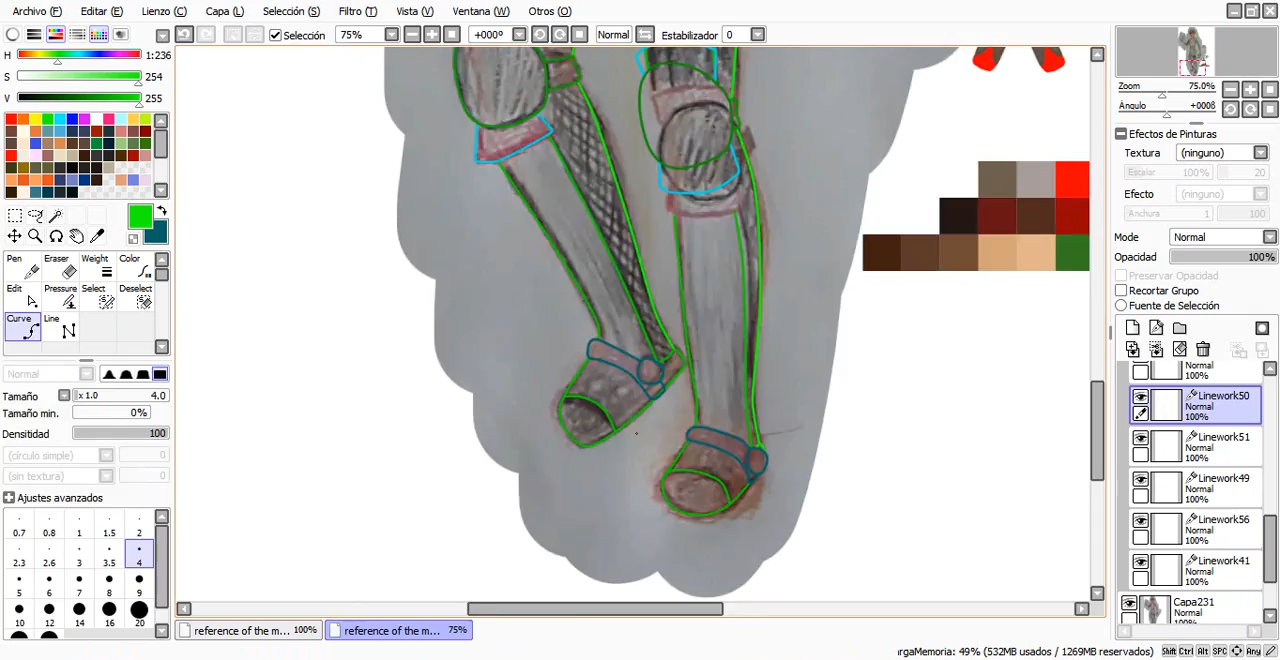 Archivo (F) Editar (E) Lienzo (C) Capa (L) Selección (S) Filtro (T) Vista (V) Ventana (W) Otros (O)
Selección 75% +000º Normal Estabilizador 0
H 1:236
S 254
V 255
Pen Eraser Weight Color
Edit Pressure Select Deselect
Curve Line
Normal
Tamaño x 1.0 4.0
Tamaño min. 0%
Densitidad 100
(círculo simple)
(sin textura)
Ajustes avanzados
0.7 0.8 1 1.5 2
2.3 2.6 3 3.5 4
5 6 7 8 9
10 12 14 16 20
Zoom 75.0%
Ángulo +000ß
Efectos de Pinturas
Textura (ninguno)
Escalar 100% 20
Efecto (ninguno)
Anchura 1 100
Modo Normal
Opacidad 100%
Preservar Opacidad
Recortar Grupo
Fuente de Selección
Normal
100%
Linework50
Normal
100%
Linework51
Normal
100%
Linework49
Normal
100%
Linework56
Normal
100%
Linework41
Normal
100%
Capa231
Normal
100%
reference of the m... 100% reference of the m... 75%
ırgaMemoria: 49% (532MB usados / 1269MB reservados) Shift Ctrl Alt SPC Any